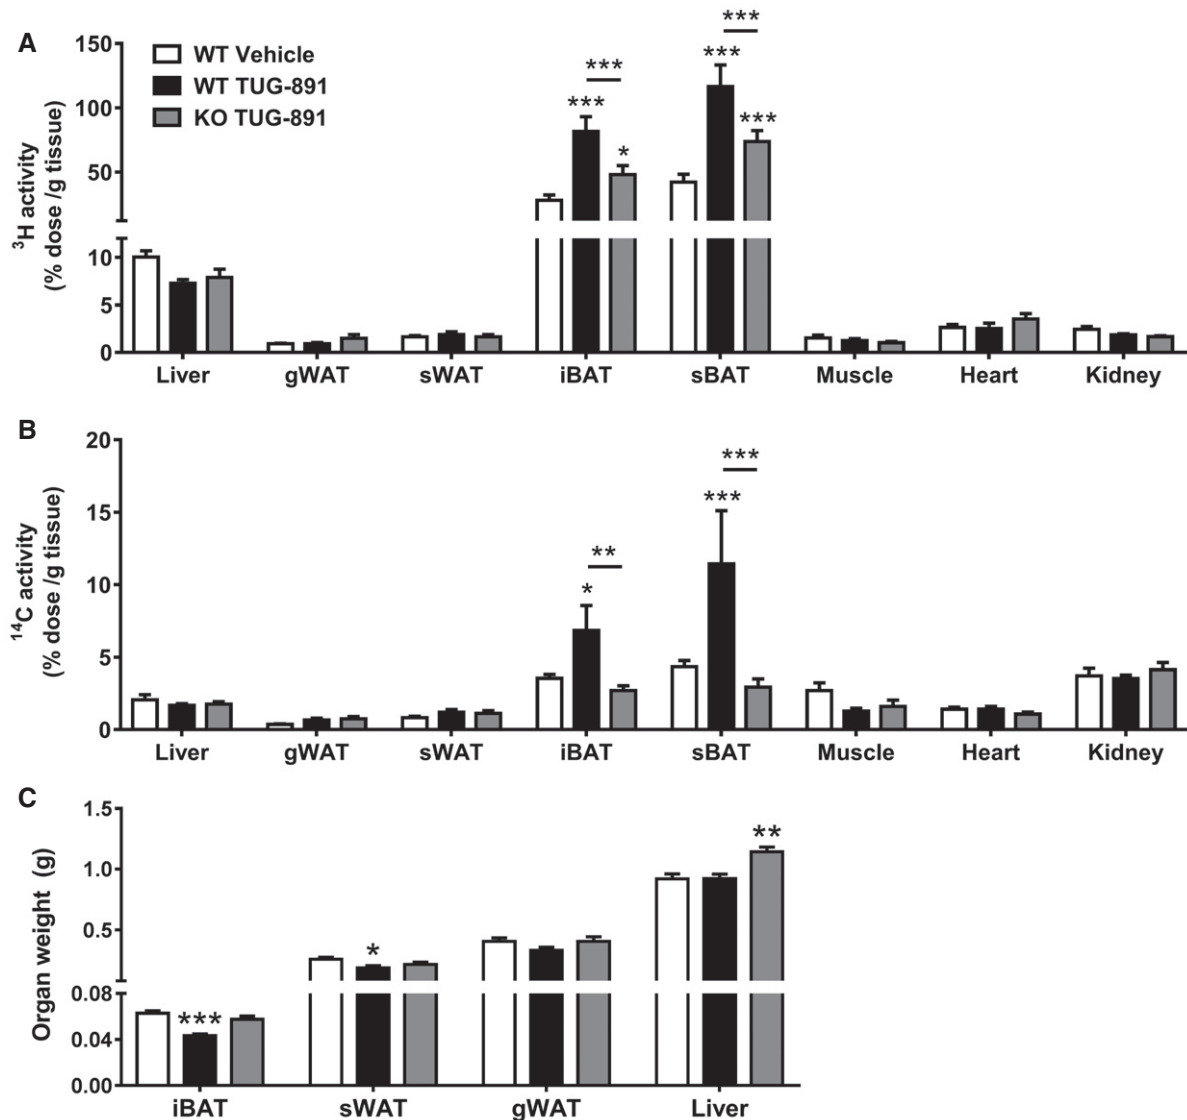 A
³H activity
(% dose /g tissue)
150
100
50
10
5
0
WT Vehicle
WT TUG-891
KO TUG-891
***
***
*
***
***
***
Liver gWAT sWAT iBAT sBAT Muscle Heart Kidney
B
¹⁴C activity
(% dose /g tissue)
20
15
10
5
0
*
**
***
***
Liver gWAT sWAT iBAT sBAT Muscle Heart Kidney
C
Organ weight (g)
1.5
1.0
0.5
0.08
0.04
0.00
***
*
**
iBAT sWAT gWAT Liver